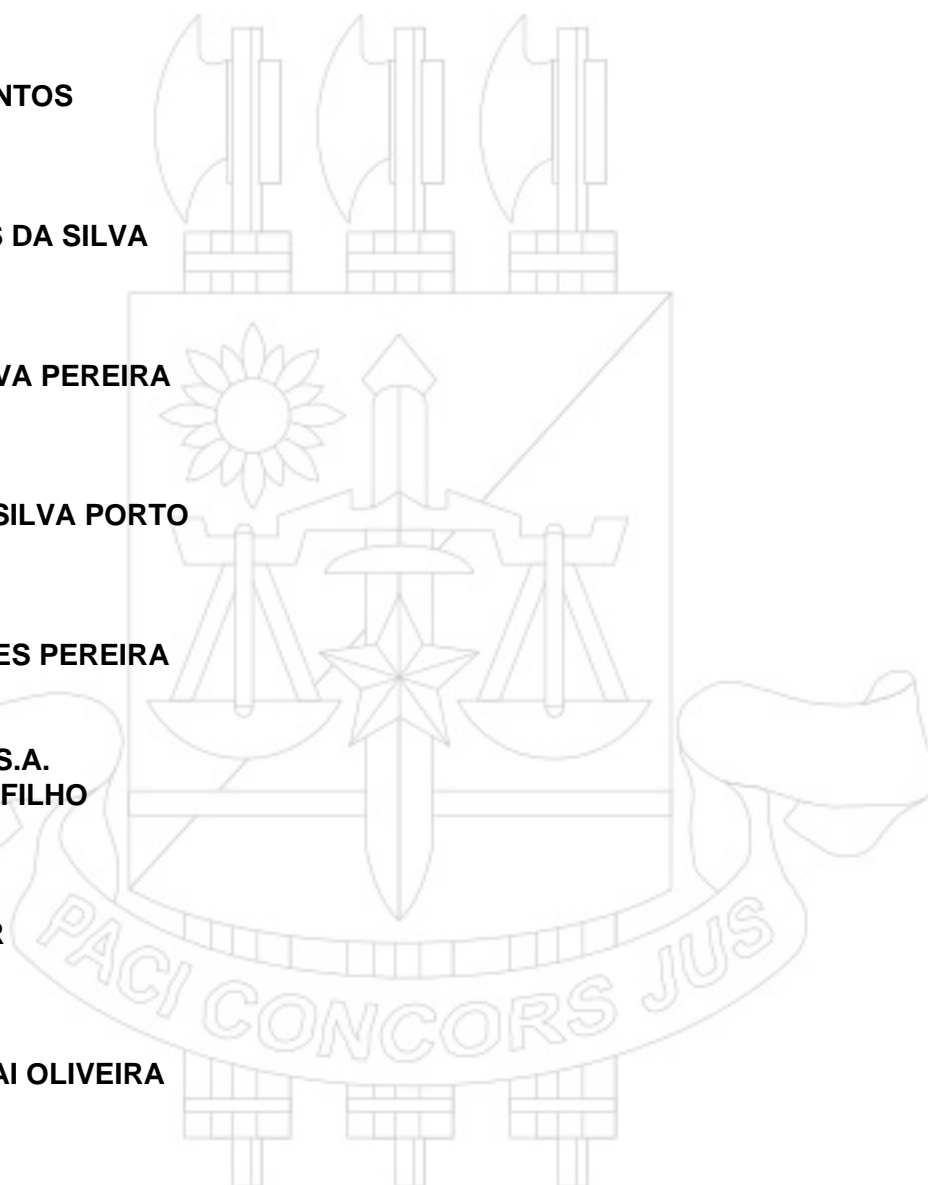 NTOS
S DA SILVA
VA PEREIRA
SILVA PORTO
ES PEREIRA
S.A.
FILHO
R
AI OLIVEIRA
PACI CONCORS JUS